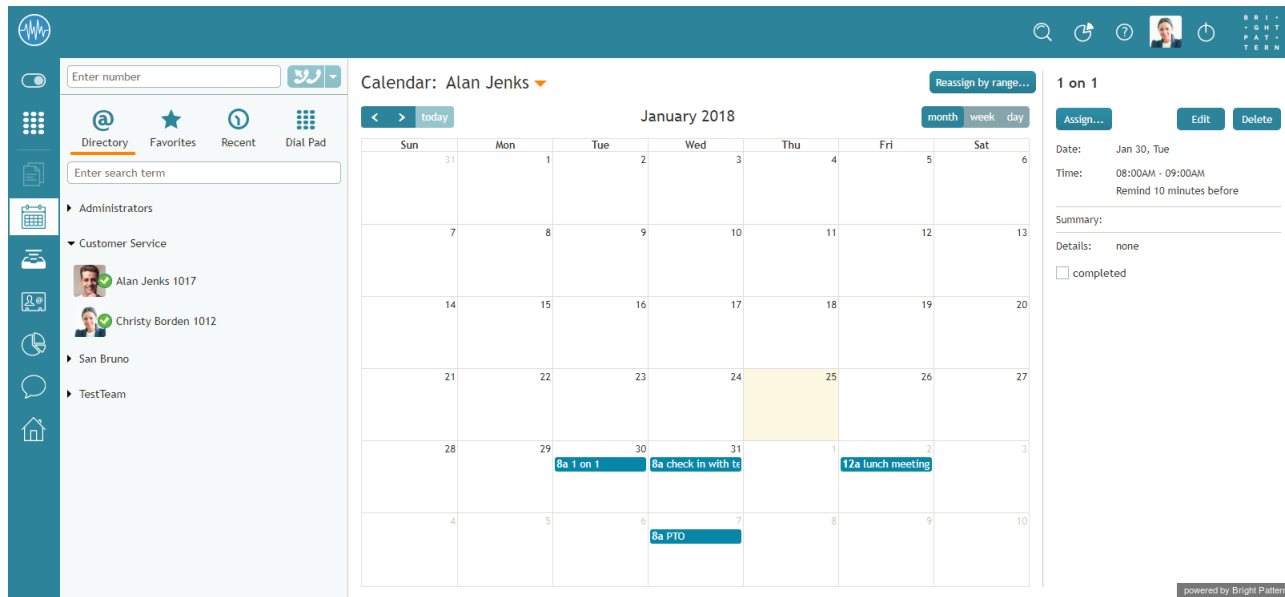 BRI·
·GHT
PAT·
TERN
Enter number
Directory
Favorites
Recent
Dial Pad
Enter search term
Administrators
Customer Service
Alan Jenks 1017
Christy Borden 1012
San Bruno
TestTeam
Calendar: Alan Jenks
Reassign by range...
today
January 2018
month week day
Sun Mon Tue Wed Thu Fri Sat
31 1 2 3 4 5 6
7 8 9 10 11 12 13
14 15 16 17 18 19 20
21 22 23 24 25 26 27
28 29 30 31 1 2 3
8a 1 on 1
8a check in with te
12a lunch meeting
4 5 6 7 8 9 10
8a PTO
1 on 1
Assign...
Edit
Delete
Date: Jan 30, Tue
Time: 08:00AM - 09:00AM
Remind 10 minutes before
Summary:
Details: none
completed
powered by Bright Patter